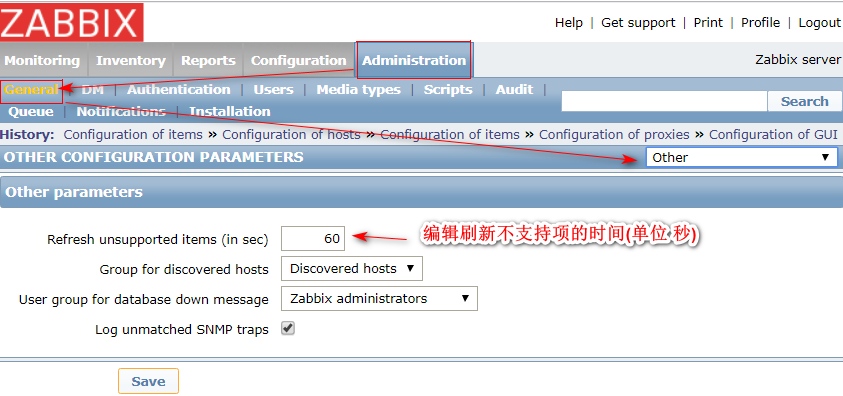 ZABBIX
Help | Get support | Print | Profile | Logout
Monitoring | Inventory | Reports | Configuration | Administration
Zabbix server
General | DM | Authentication | Users | Media types | Scripts | Audit |
Queue | Notifications | Installation
Search
History: Configuration of items » Configuration of hosts » Configuration of items » Configuration of proxies » Configuration of GUI
OTHER CONFIGURATION PARAMETERS
Other
Other parameters
Refresh unsupported items (in sec) 60
编辑刷新不支持项的时间(单位 秒)
Group for discovered hosts Discovered hosts
User group for database down message Zabbix administrators
Log unmatched SNMP traps
Save